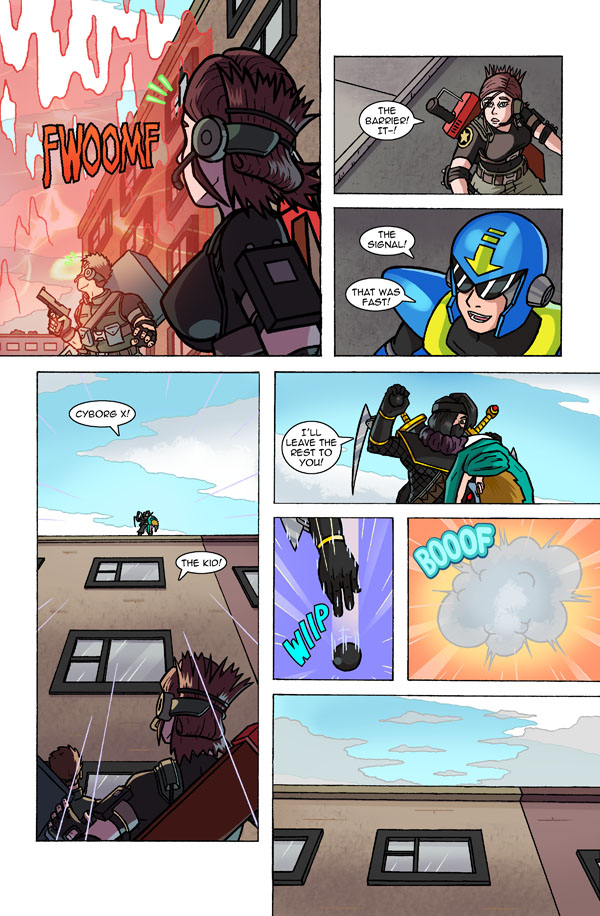 FWOOMF
THE
BARRIER!
IT-!
THE
SIGNAL!
THAT WAS
FAST!
CYBORG X!
THE KID!
I'LL
LEAVE THE
REST TO
YOU!
WIIP
BOOOF